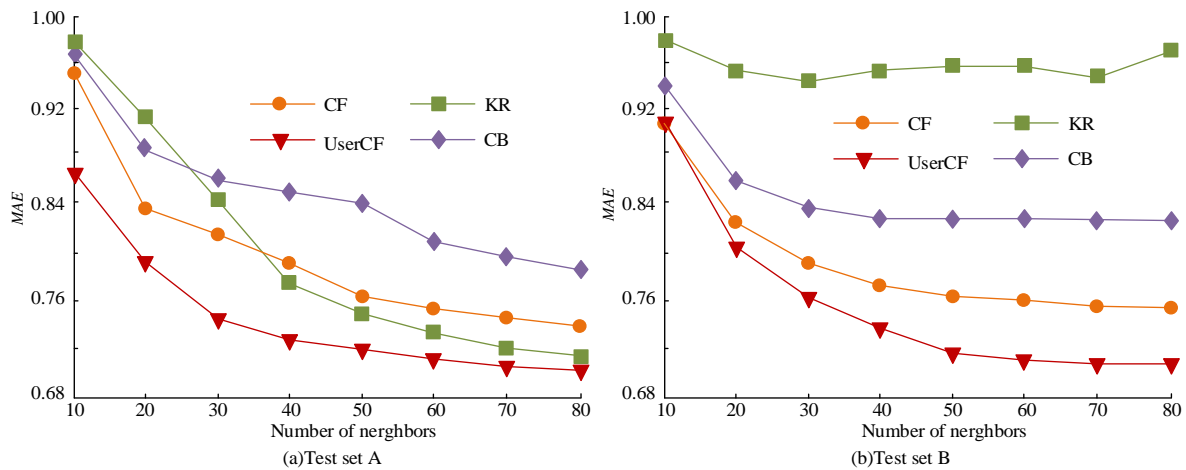 1.00
0.92
0.84
0.76
0.68
MAE
CF
KR
UserCF
CB
10 20 30 40 50 60 70 80
Number of nerghbors
(a)Test set A
1.00
0.92
0.84
0.76
0.68
MAE
CF
KR
UserCF
CB
10 20 30 40 50 60 70 80
Number of nerghbors
(b)Test set B